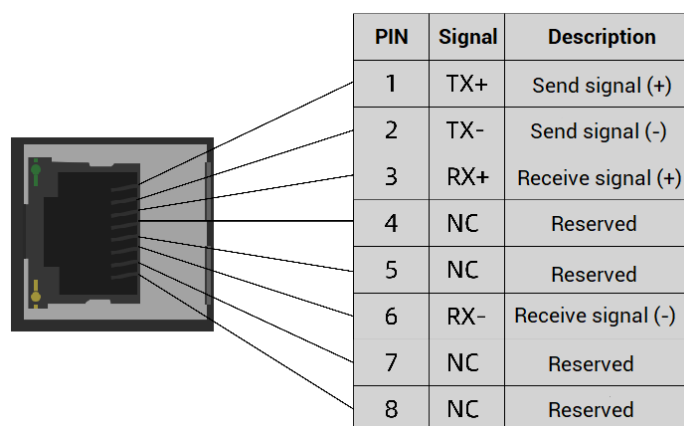 PIN Signal Description
1 TX+ Send signal (+)
2 TX- Send signal (-)
3 RX+ Receive signal (+)
4 NC Reserved
5 NC Reserved
6 RX- Receive signal (-)
7 NC Reserved
8 NC Reserved